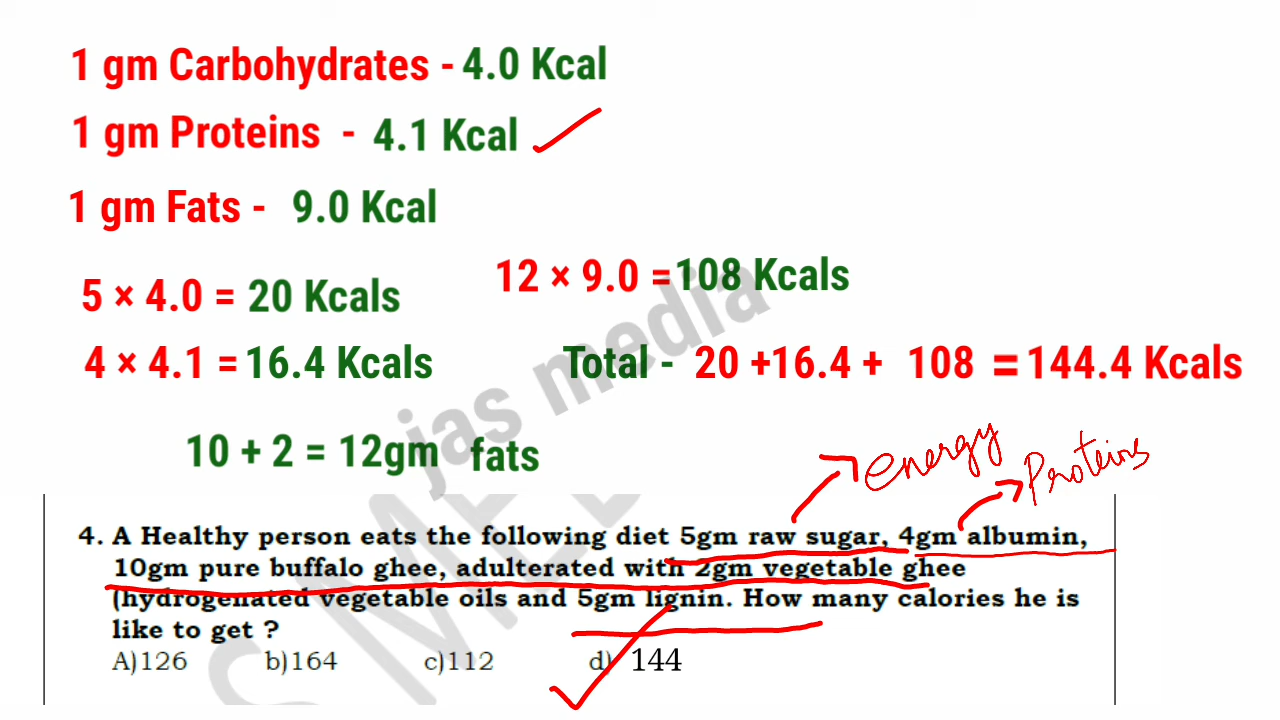 1 gm Carbohydrates - 4.0 Kcal
1 gm Proteins - 4.1 Kcal
1 gm Fats - 9.0 Kcal
12 × 9.0 = 108 Kcals
5 × 4.0 = 20 Kcals
4 × 4.1 = 16.4 Kcals
Total - 20 +16.4 + 108 = 144.4 Kcals
jas media
10 + 2 = 12gm fats
energy
Proteins
4. A Healthy person eats the following diet 5gm raw sugar, 4gm albumin,
10gm pure buffalo ghee, adulterated with 2gm vegetable ghee
(hydrogenated vegetable oils and 5gm lignin. How many calories he is
like to get ?
A)126 b)164 c)112 d) 144